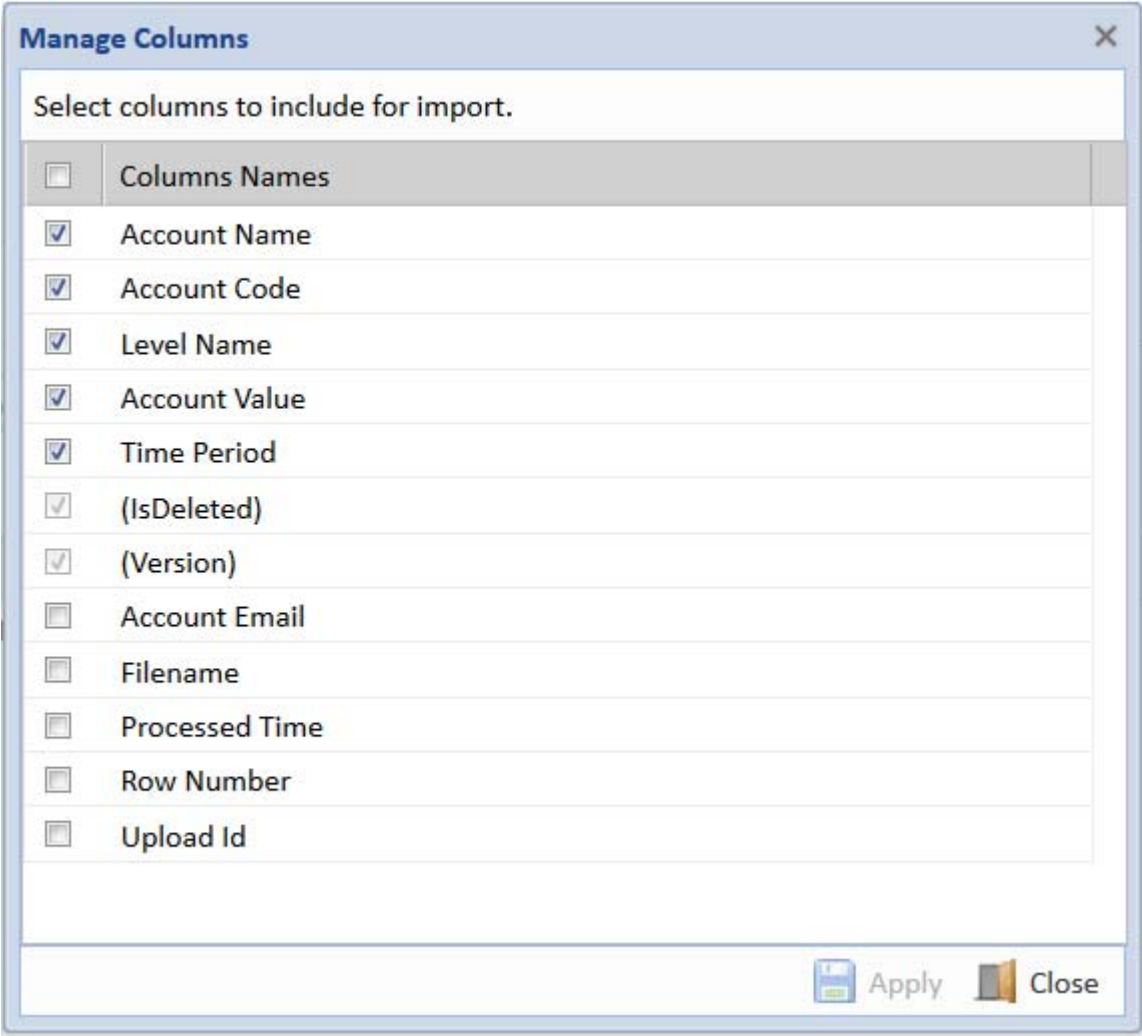 Manage Columns
Select columns to include for import.
Columns Names
Account Name
Account Code
Level Name
Account Value
Time Period
(IsDeleted)
(Version)
Account Email
Filename
Processed Time
Row Number
Upload Id
Apply Close